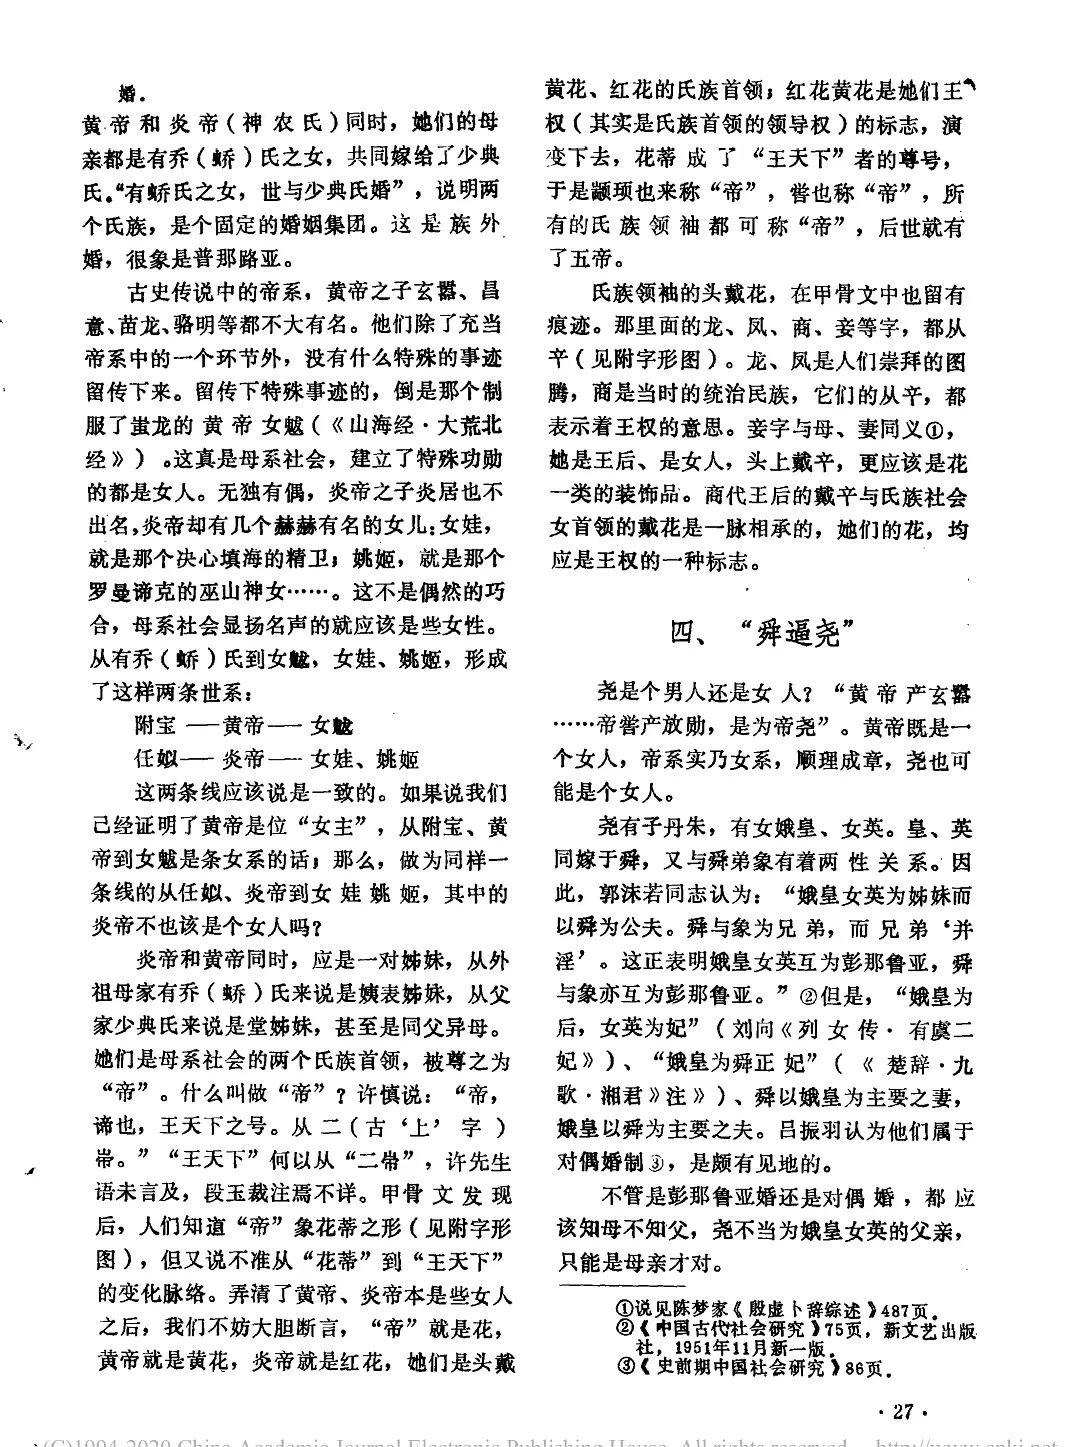 婚．
黄帝和炎帝（神农氏）同时，她们的母
亲都是有乔（蟜）氏之女，共同嫁给了少典
氏。“有蟜氏之女，世与少典氏婚”，说明两
个氏族，是个固定的婚姻集团。这是族外
婚，很象是普那路亚。
古史传说中的帝系，黄帝之子玄嚣、昌
意、苗龙、骆明等都不大有名。他们除了充当
帝系中的一个环节外，没有什么特殊的事迹
留传下来。留传下特殊事迹的，倒是那个制
服了蚩龙的黄帝女魃（《山海经·大荒北
经》）。这真是母系社会，建立了特殊功勋
的都是女人。无独有偶，炎帝之子炎居也不
出名，炎帝却有几个赫赫有名的女儿：女娃，
就是那个决心填海的精卫；姚姬，就是那个
罗曼谛克的巫山神女……。这不是偶然的巧
合，母系社会显扬名声的就应该是些女性。
从有乔（蟜）氏到女魃，女娃、姚姬，形成
了这样两条世系：
附宝——黄帝——女魃
任姒——炎帝——女娃、姚姬
这两条线应该说是一致的。如果说我们
已经证明了黄帝是位“女主”，从附宝、黄
帝到女魃是条女系的话；那么，做为同样一
条线的从任姒、炎帝到女娃姚姬，其中的
炎帝不也该是个女人吗？
炎帝和黄帝同时，应是一对姊妹，从外
祖母家有乔（蟜）氏来说是姨表姊妹，从父
家少典氏来说是堂姊妹，甚至是同父异母。
她们是母系社会的两个氏族首领，被尊之为
“帝”。什么叫做“帝”？许慎说：“帝，
谛也，王天下之号。从二（古‘上’字）
帯。”“王天下”何以从“二帯”，许先生
语未言及，段玉裁注焉不详。甲骨文发现
后，人们知道“帝”象花蒂之形（见附字形
图），但又说不准从“花蒂”到“王天下”
的变化脉络。弄清了黄帝、炎帝本是些女人
之后，我们不妨大胆断言，“帝”就是花，
黄帝就是黄花，炎帝就是红花，她们是头戴
黄花、红花的氏族首领；红花黄花是她们王
权（其实是氏族首领的领导权）的标志，演
变下去，花蒂成了“王天下”者的尊号，
于是颛顼也来称“帝”，喾也称“帝”，所
有的氏族领袖都可称“帝”，后世就有
了五帝。
氏族领袖的头戴花，在甲骨文中也留有
痕迹。那里面的龙、凤、商、妾等字，都从
䇂（见附字形图）。龙、凤是人们崇拜的图
腾，商是当时的统治民族，它们的从䇂，都
表示着王权的意思。妾字与母、妻同义①，
她是王后、是女人，头上戴䇂，更应该是花
一类的装饰品。商代王后的戴䇂与氏族社会
女首领的戴花是一脉相承的，她们的花，均
应是王权的一种标志。
四、“舜逼尧”
尧是个男人还是女人？“黄帝产玄嚣
……帝喾产放勋，是为帝尧”。黄帝既是一
个女人，帝系实乃女系，顺理成章，尧也可
能是个女人。
尧有子丹朱，有女娥皇、女英。皇、英
同嫁于舜，又与舜弟象有着两性关系。因
此，郭沫若同志认为：“娥皇女英为姊妹而
以舜为公夫。舜与象为兄弟，而兄弟‘并
淫’。这正表明娥皇女英互为彭那鲁亚，舜
与象亦互为彭那鲁亚。”②但是，“娥皇为
后，女英为妃”（刘向《列女传·有虞二
妃》）、“娥皇为舜正妃”（《楚辞·九
歌·湘君》注》）、舜以娥皇为主要之妻，
娥皇以舜为主要之夫。吕振羽认为他们属于
对偶婚制③，是颇有见地的。
不管是彭那鲁亚婚还是对偶婚，都应
该知母不知父，尧不当为娥皇女英的父亲，
只能是母亲才对。
①说见陈梦家《殷虚卜辞综述》487页．
②《中国古代社会研究》75页，新文艺出版
社，1951年11月新一版．
③《史前期中国社会研究》86页．
·27·
(C)1994-2020 China Academic Journal Electronic Publishing House. All rights reserved. http://www.cnki.net